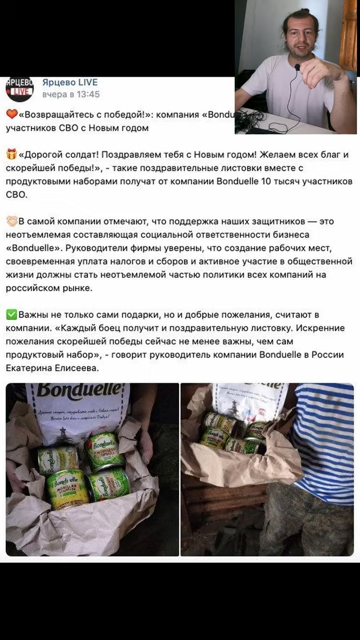 ЯРЦЕВО LIVE
Ярцево LIVE
вчера в 13:45
❤️«Возвращайтесь с победой!»: компания «Bondu
участников СВО с Новым годом
🎁«Дорогой солдат! Поздравляем тебя с Новым годом! Желаем всех благ и
скорейшей победы!», - такие поздравительные листовки вместе с
продуктовыми наборами получат от компании Bonduelle 10 тысяч участников
СВО.
👏🏻В самой компании отмечают, что поддержка наших защитников — это
неотъемлемая составляющая социальной ответственности бизнеса
«Bonduelle». Руководители фирмы уверены, что создание рабочих мест,
своевременная уплата налогов и сборов и активное участие в общественной
жизни должны стать неотъемлемой частью политики всех компаний на
российском рынке.
✅Важны не только сами подарки, но и добрые пожелания, считают в
компании. «Каждый боец получит и поздравительную листовку. Искренние
пожелания скорейшей победы сейчас не менее важны, чем сам
продуктовый набор», - говорит руководитель компании Bonduelle в России
Екатерина Елисеева.
Bonduelle
Bonduelle